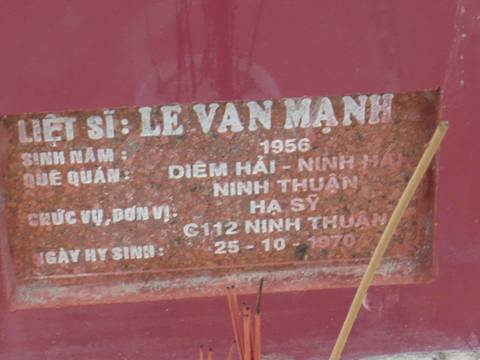 LIỆT SĨ: LE VAN MẠNH
SINH NĂM: 1956
QUÊ QUÁN: DIÊM HẢI - NINH HẢI
NINH THUẬN
CHỨC VỤ, ĐƠN VỊ: HẠ SỸ
C112 NINH THUẬN
NGÀY HY SINH: 25 - 10 - 1970